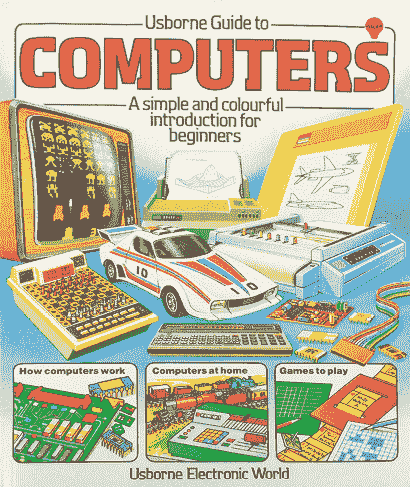 Usborne Guide to
COMPUTERS
A simple and colourful
introduction for
beginners
10
10
How computers work
Computers at home
Games to play
Usborne Electronic World